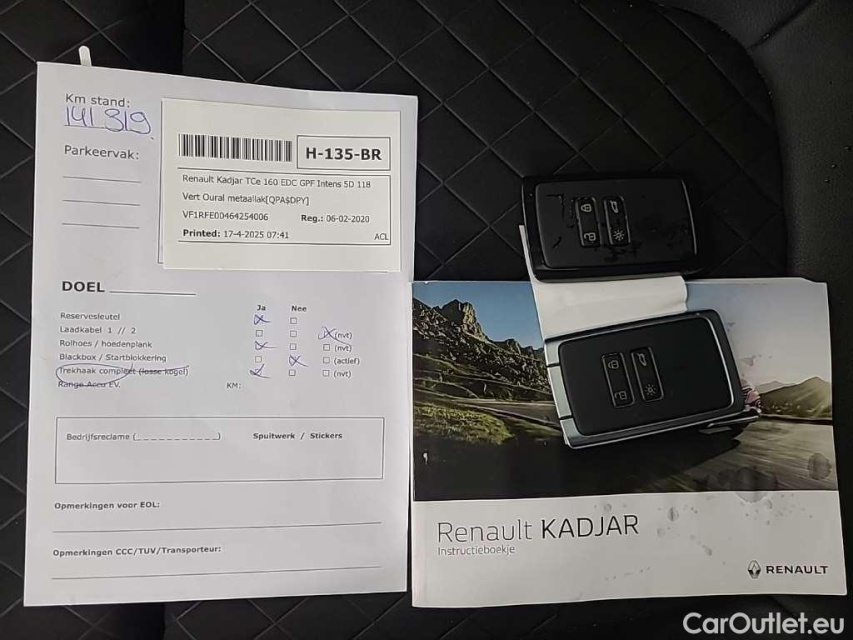 Km stand:
141 319
Parkeervak:
H-135-BR
Renault Kadjar TCe 160 EDC GPF Intens 5D 118
Vert Oural metaallak[QPA$DPY]
VF1RFE00464254006 Reg.: 06-02-2020
Printed: 17-4-2025 07:41 ACL
DOEL
Ja Nee
Reservesleutel
Laadkabel 1 // 2 (nvt)
Rolhoes / hoedenplank (nvt)
Blackbox / Startblokkering (actief)
Trekhaak compleet (losse kogel) (nvt)
Range Accu EV. KM:
Bedrijfsreclame (___________) Spuitwerk / Stickers
Opmerkingen voor EOL:
Opmerkingen CCC/TUV/Transporteur:
Renault KADJAR
Instructieboekje
RENAULT
CarOutlet.eu